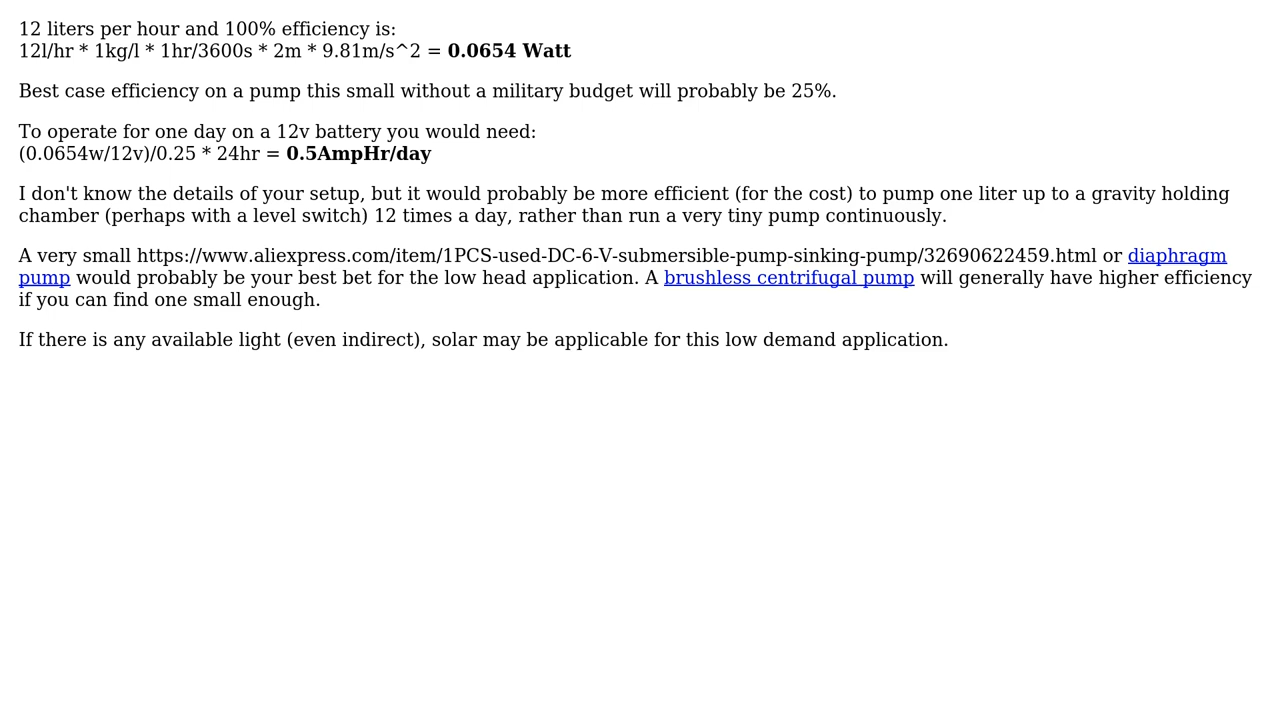 12 liters per hour and 100% efficiency is:
12l/hr * 1kg/l * 1hr/3600s * 2m * 9.81m/s^2 = 0.0654 Watt
Best case efficiency on a pump this small without a military budget will probably be 25%.
To operate for one day on a 12v battery you would need:
(0.0654w/12v)/0.25 * 24hr = 0.5AmpHr/day
I don't know the details of your setup, but it would probably be more efficient (for the cost) to pump one liter up to a gravity holding
chamber (perhaps with a level switch) 12 times a day, rather than run a very tiny pump continuously.
A very small https://www.aliexpress.com/item/1PCS-used-DC-6-V-submersible-pump-sinking-pump/32690622459.html or diaphragm
pump would probably be your best bet for the low head application. A brushless centrifugal pump will generally have higher efficiency
if you can find one small enough.
If there is any available light (even indirect), solar may be applicable for this low demand application.